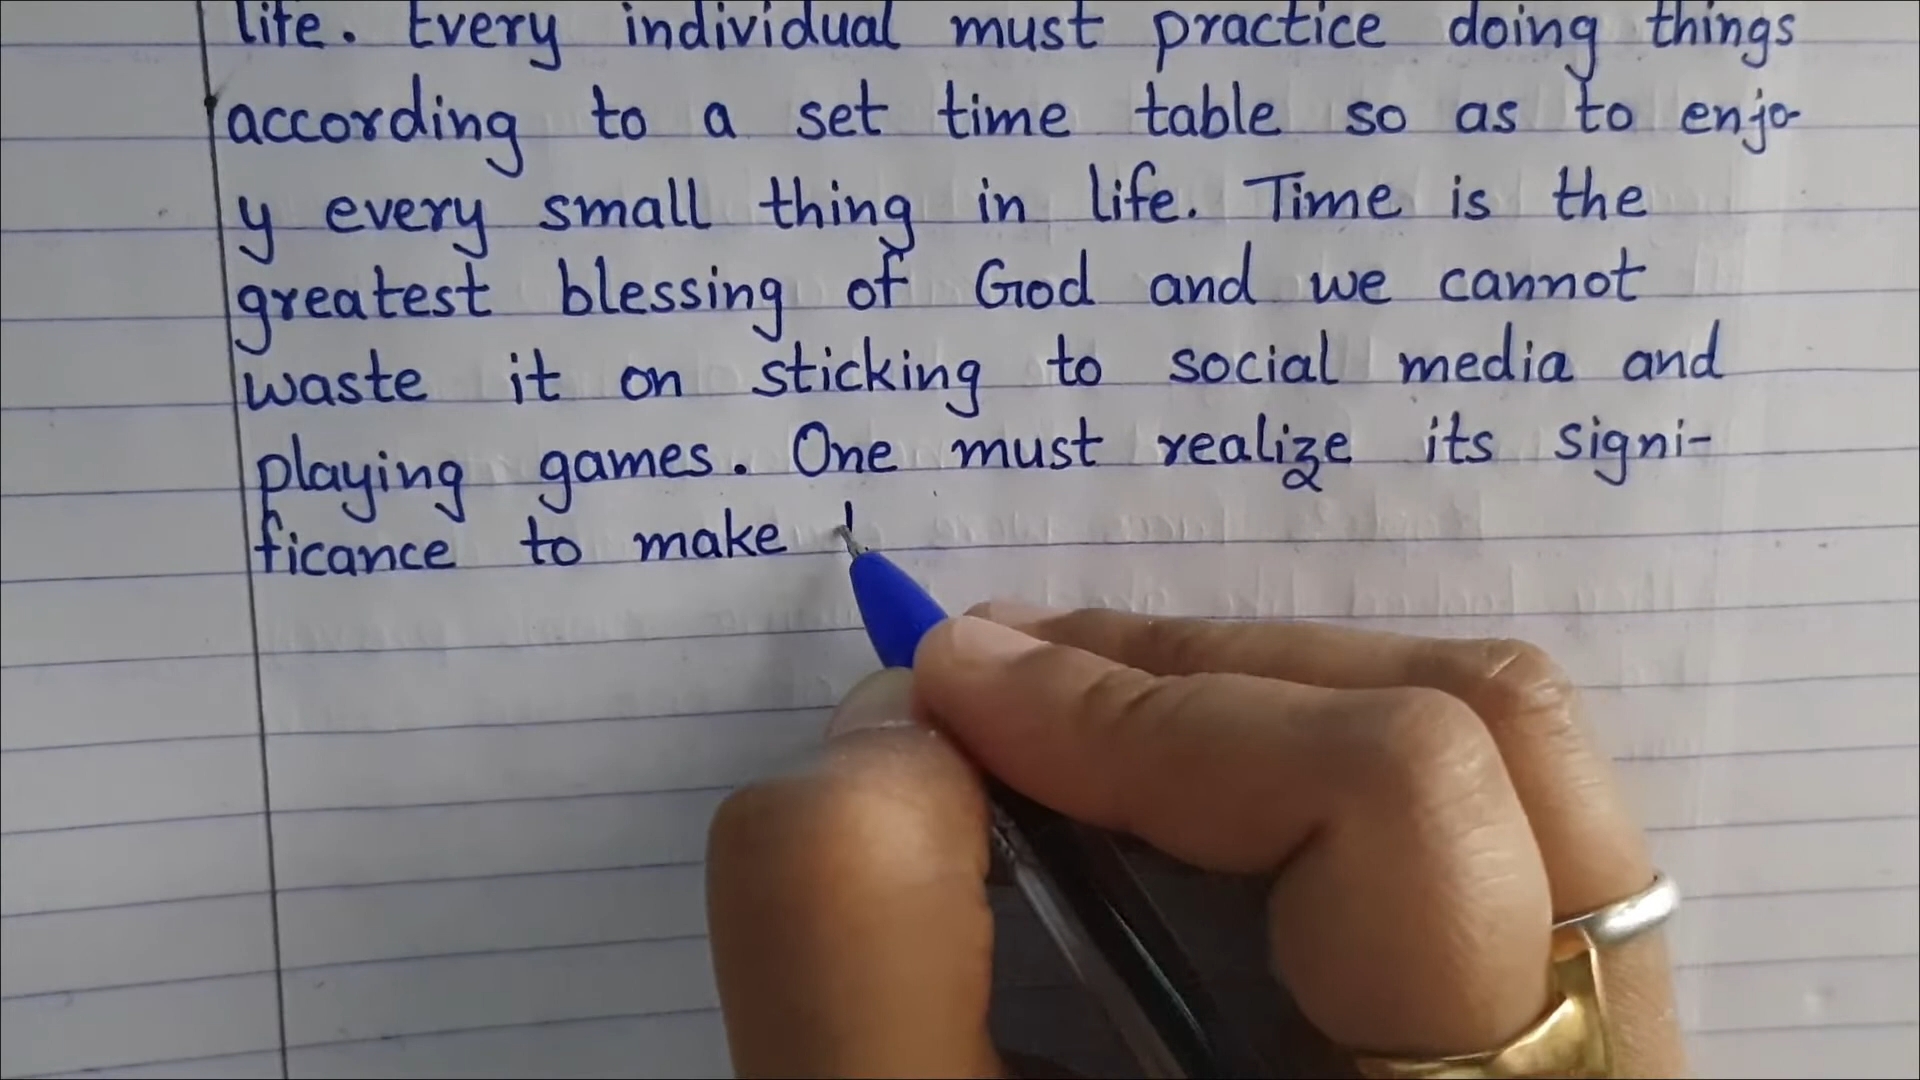 life. Every individual must practice doing things
according to a set time table so as to enjo-
y every small thing in life. Time is the
greatest blessing of God and we cannot
waste it on sticking to social media and
playing games. One must realize its signi-
ficance to make